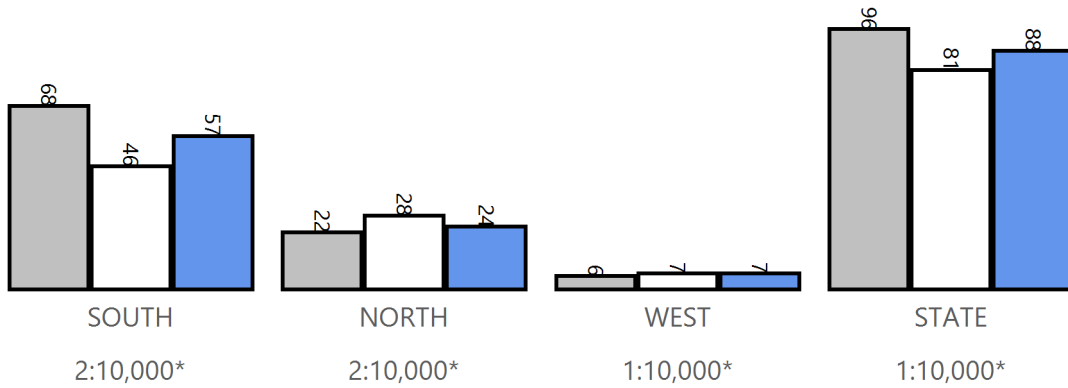 68 46 57 22 28 24 6 7 7 96 81 88
SOUTH NORTH WEST STATE
2:10,000* 2:10,000* 1:10,000* 1:10,000*